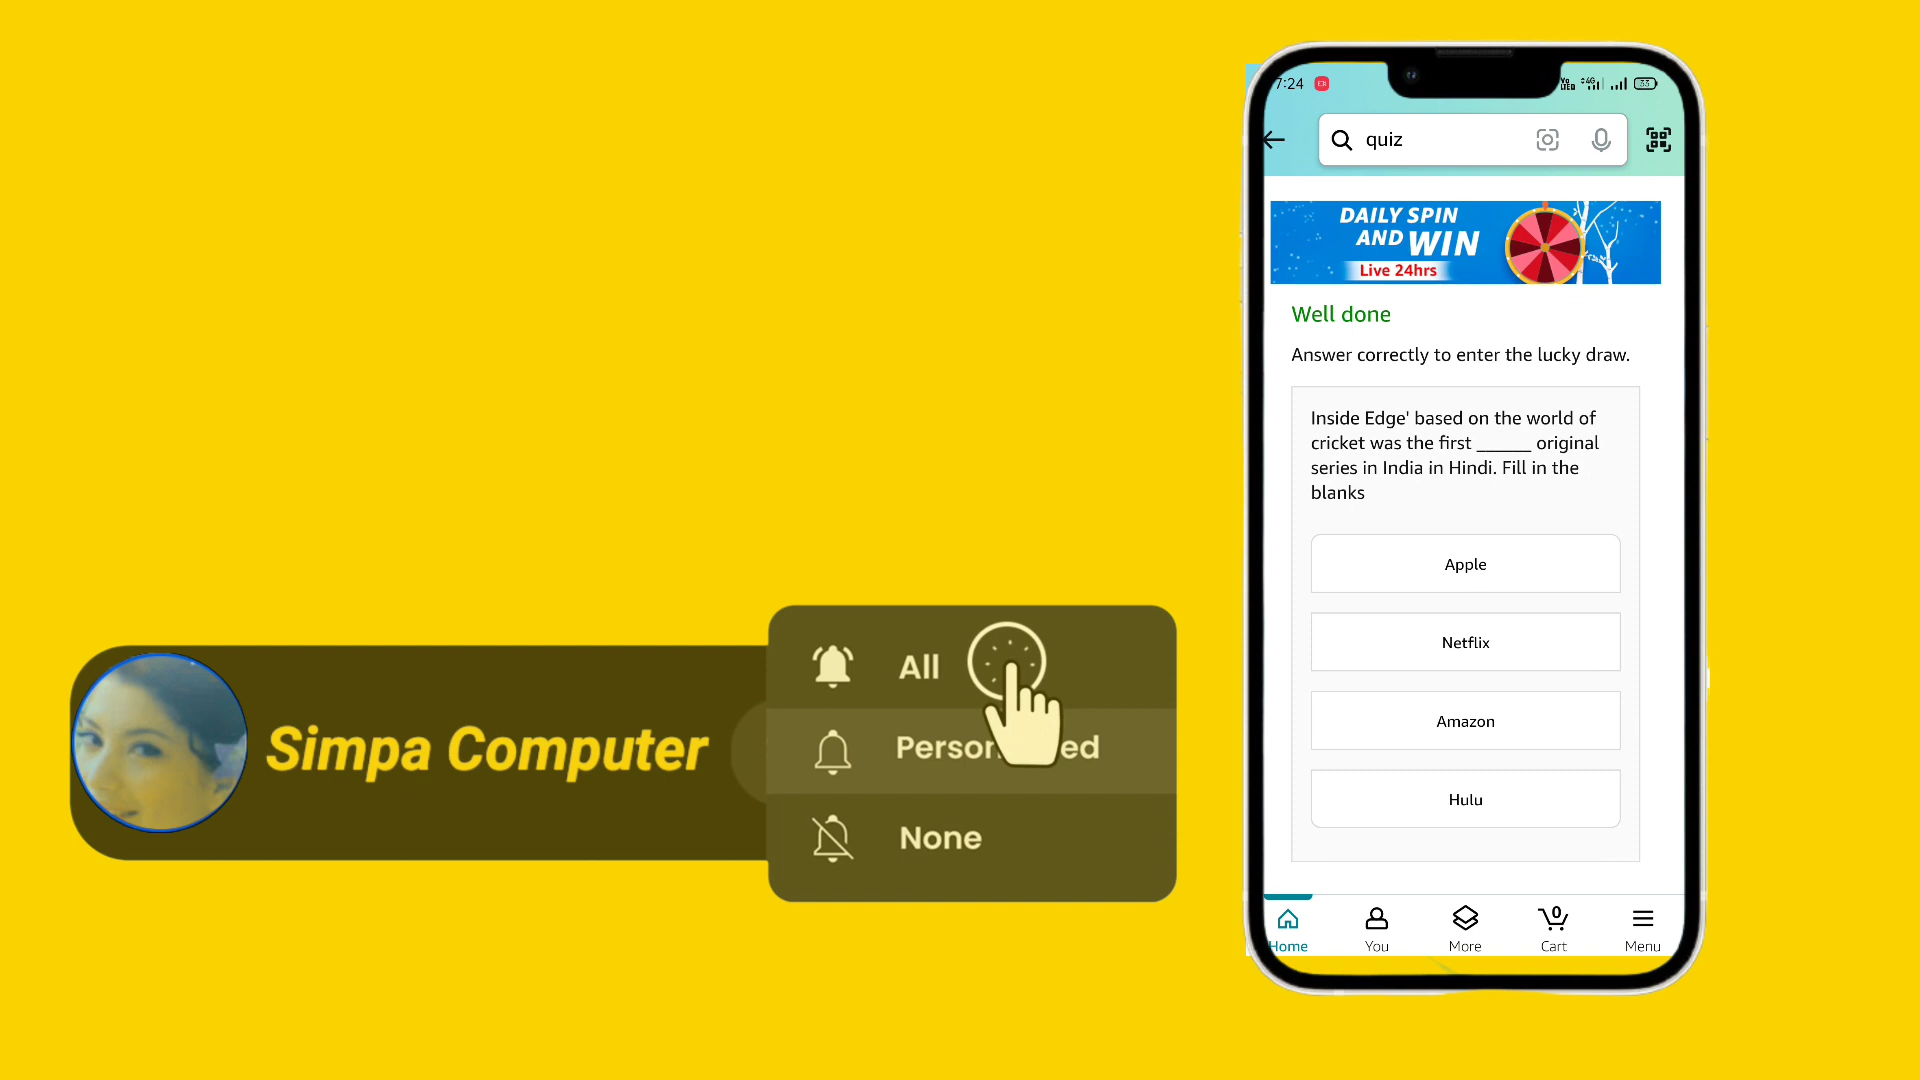 Simpa Computer
All
None
7:24
33
quiz
DAILY SPIN
AND WIN
Live 24hrs
Well done
Answer correctly to enter the lucky draw.
Inside Edge' based on the world of
cricket was the first ______ original
series in India in Hindi. Fill in the
blanks
Apple
Netflix
Amazon
Hulu
Home
You
More
0
Cart
Menu